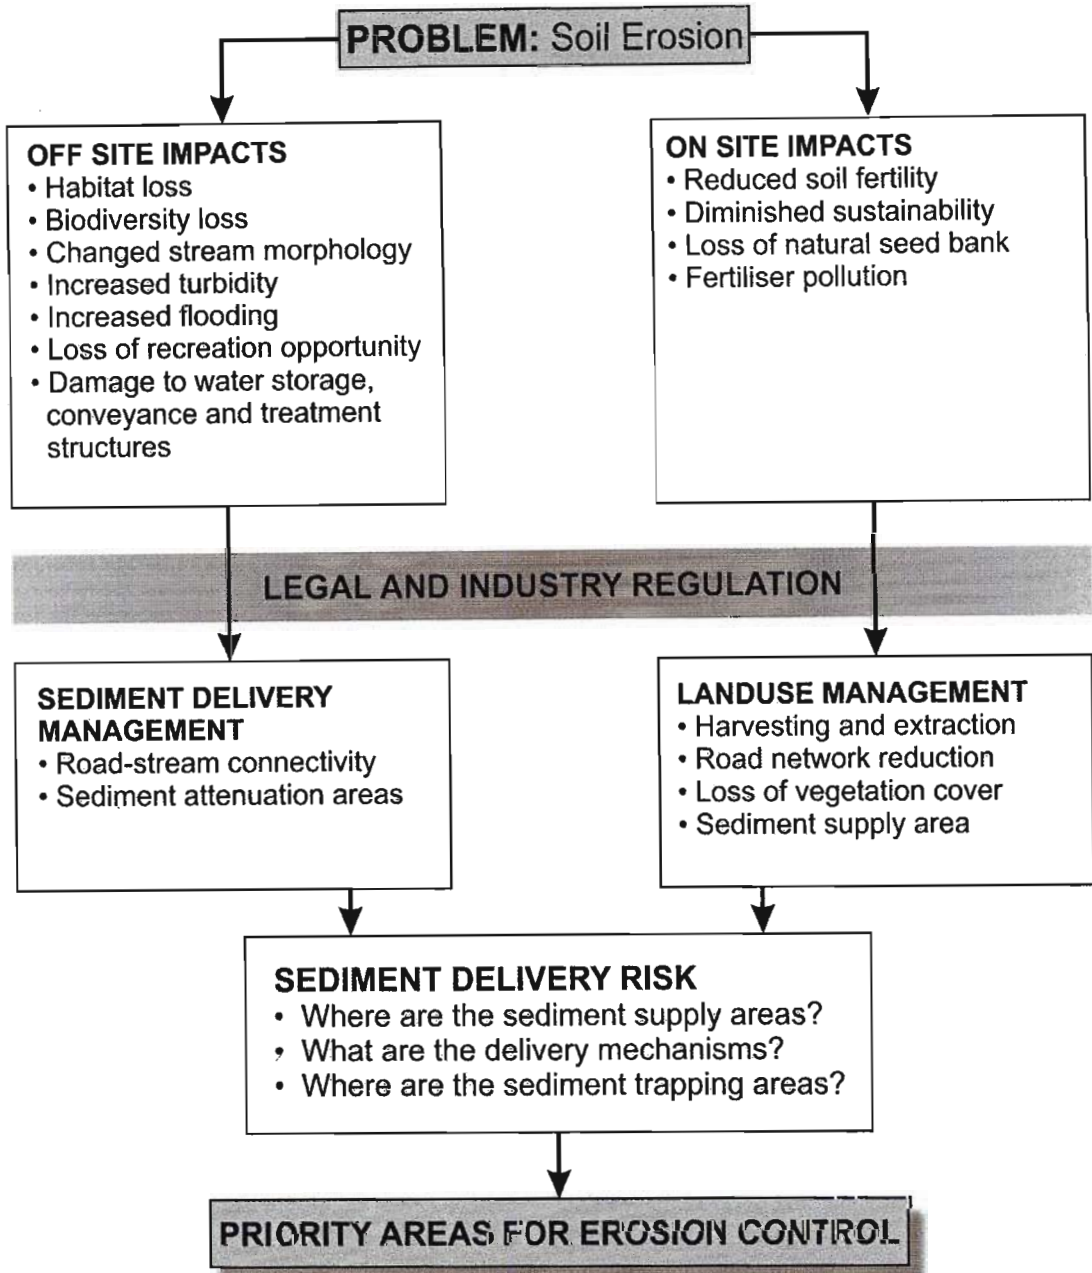 PROBLEM: Soil Erosion
OFF SITE IMPACTS
• Habitat loss
• Biodiversity loss
• Changed stream morphology
• Increased turbidity
• Increased flooding
• Loss of recreation opportunity
• Damage to water storage,
conveyance and treatment
structures
ON SITE IMPACTS
• Reduced soil fertility
• Diminished sustainability
• Loss of natural seed bank
• Fertiliser pollution
LEGAL AND INDUSTRY REGULATION
SEDIMENT DELIVERY
MANAGEMENT
• Road-stream connectivity
• Sediment attenuation areas
LANDUSE MANAGEMENT
• Harvesting and extraction
• Road network reduction
• Loss of vegetation cover
• Sediment supply area
SEDIMENT DELIVERY RISK
• Where are the sediment supply areas?
• What are the delivery mechanisms?
• Where are the sediment trapping areas?
PRIORITY AREAS FOR EROSION CONTROL